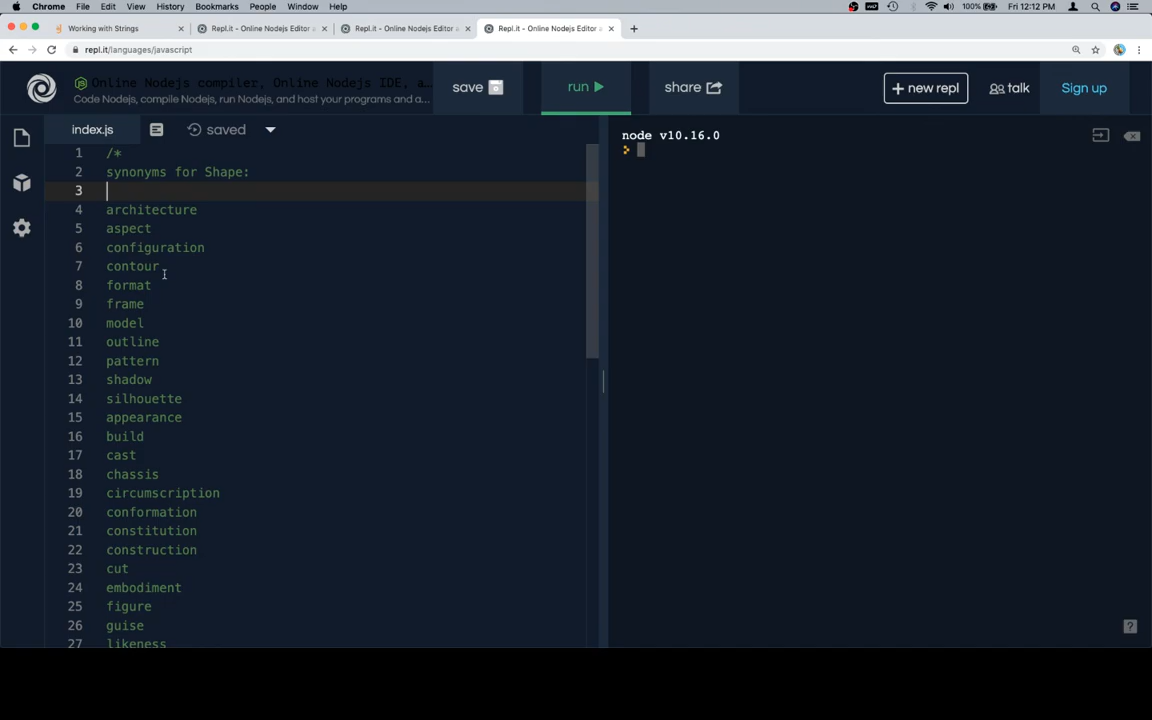 Chrome File Edit View History Bookmarks People Window Help 100% Fri 12:12 PM
Working with Strings
Repl.it - Online Nodejs Editor a
Repl.it - Online Nodejs Editor a
Repl.it - Online Nodejs Editor a
repl.it/languages/javascript
Online Nodejs compiler, Online Nodejs IDE, a...
Code Nodejs, compile Nodejs, run Nodejs, and host your programs and a...
save
run
share
+ new repl
talk
Sign up
index.js
saved
node v10.16.0
1 /*
2 synonyms for Shape:
3
4 architecture
5 aspect
6 configuration
7 contour
8 format
9 frame
10 model
11 outline
12 pattern
13 shadow
14 silhouette
15 appearance
16 build
17 cast
18 chassis
19 circumscription
20 conformation
21 constitution
22 construction
23 cut
24 embodiment
25 figure
26 guise
27 likeness
?